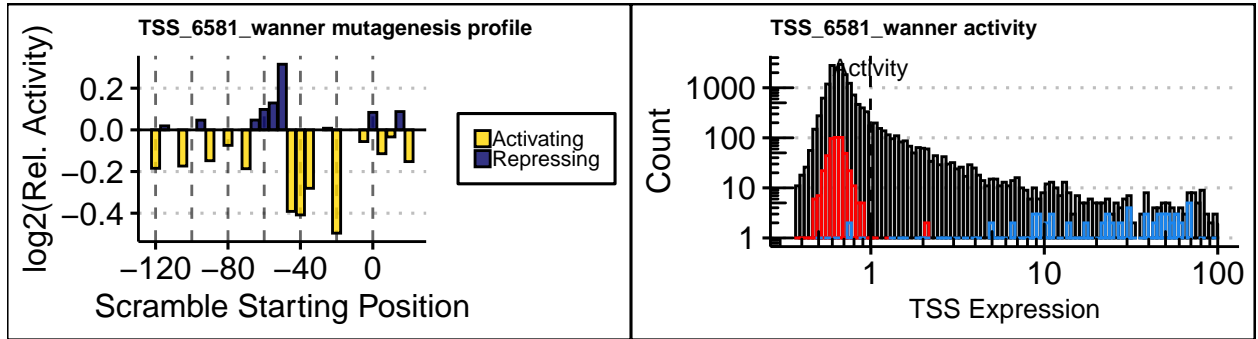 TSS_6581_wanner mutagenesis profile
log2(Rel. Activity)
0.2
0.0
−0.2
−0.4
−120
−80
−40
0
Scramble Starting Position
Activating
Repressing
TSS_6581_wanner activity
Activity
Count
1000
100
10
1
1
10
100
TSS Expression